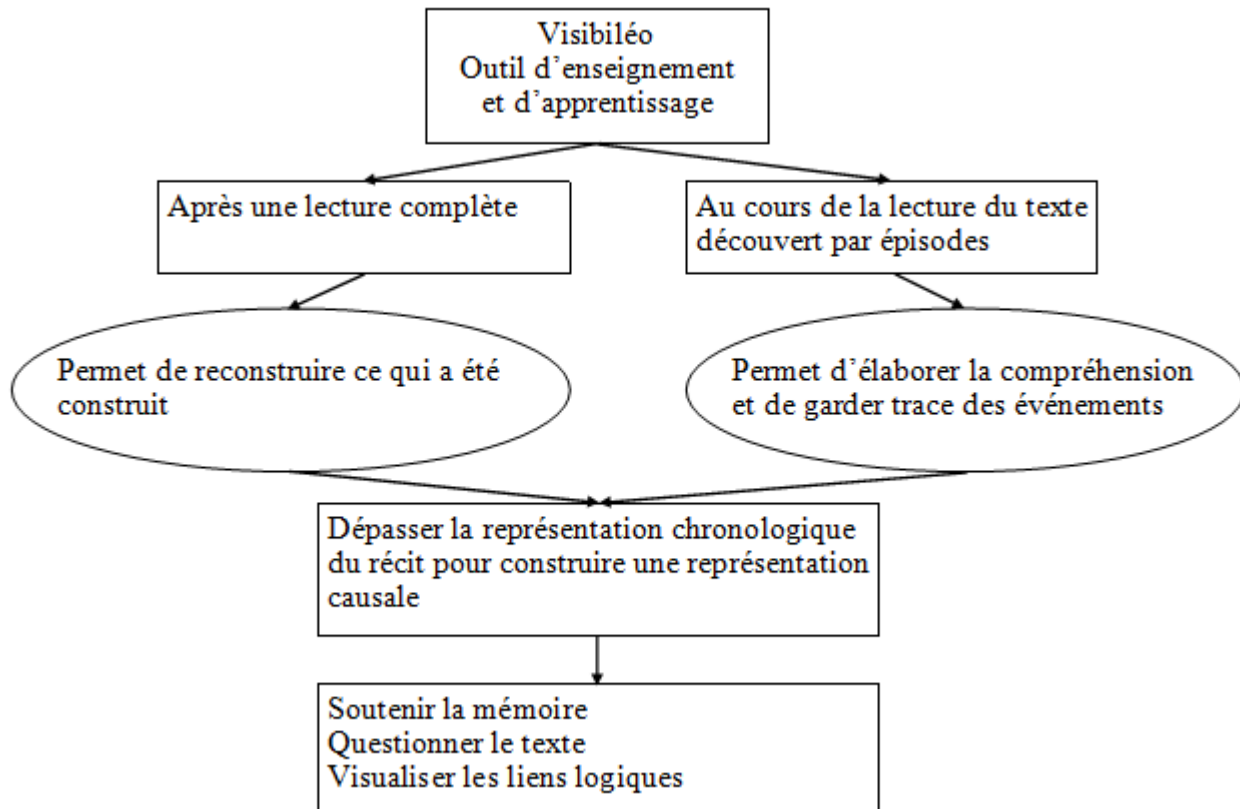 Visibiléo
Outil d'enseignement
et d'apprentissage
Après une lecture complète
Au cours de la lecture du texte
découvert par épisodes
Permet de reconstruire ce qui a été
construit
Permet d'élaborer la compréhension
et de garder trace des événements
Dépasser la représentation chronologique
du récit pour construire une représentation
causale
Soutenir la mémoire
Questionner le texte
Visualiser les liens logiques